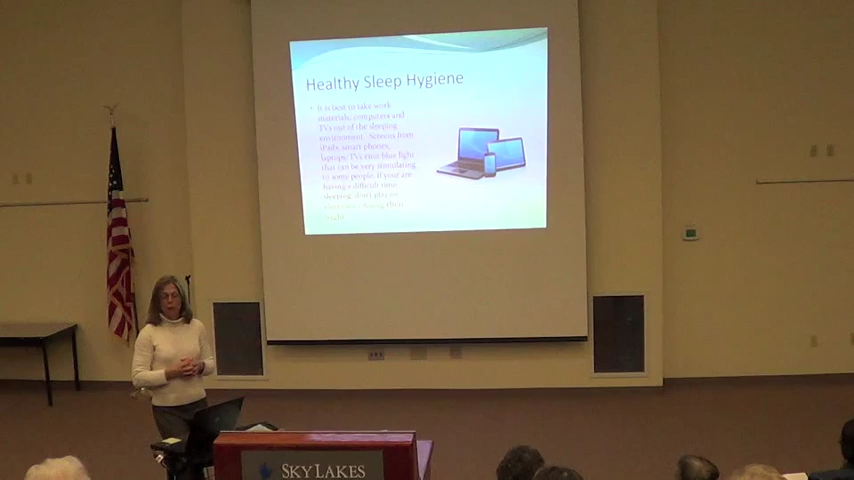 Healthy Sleep Hygiene
• It is best to take work
materials, computers and
TVs out of the sleeping
environment. Screens from
iPads, smart phones,
laptops, TVs emit blue light
that can be very stimulating
to some people. If your are
having a difficult time
sleeping, don't play on
night.
SKY LAKES